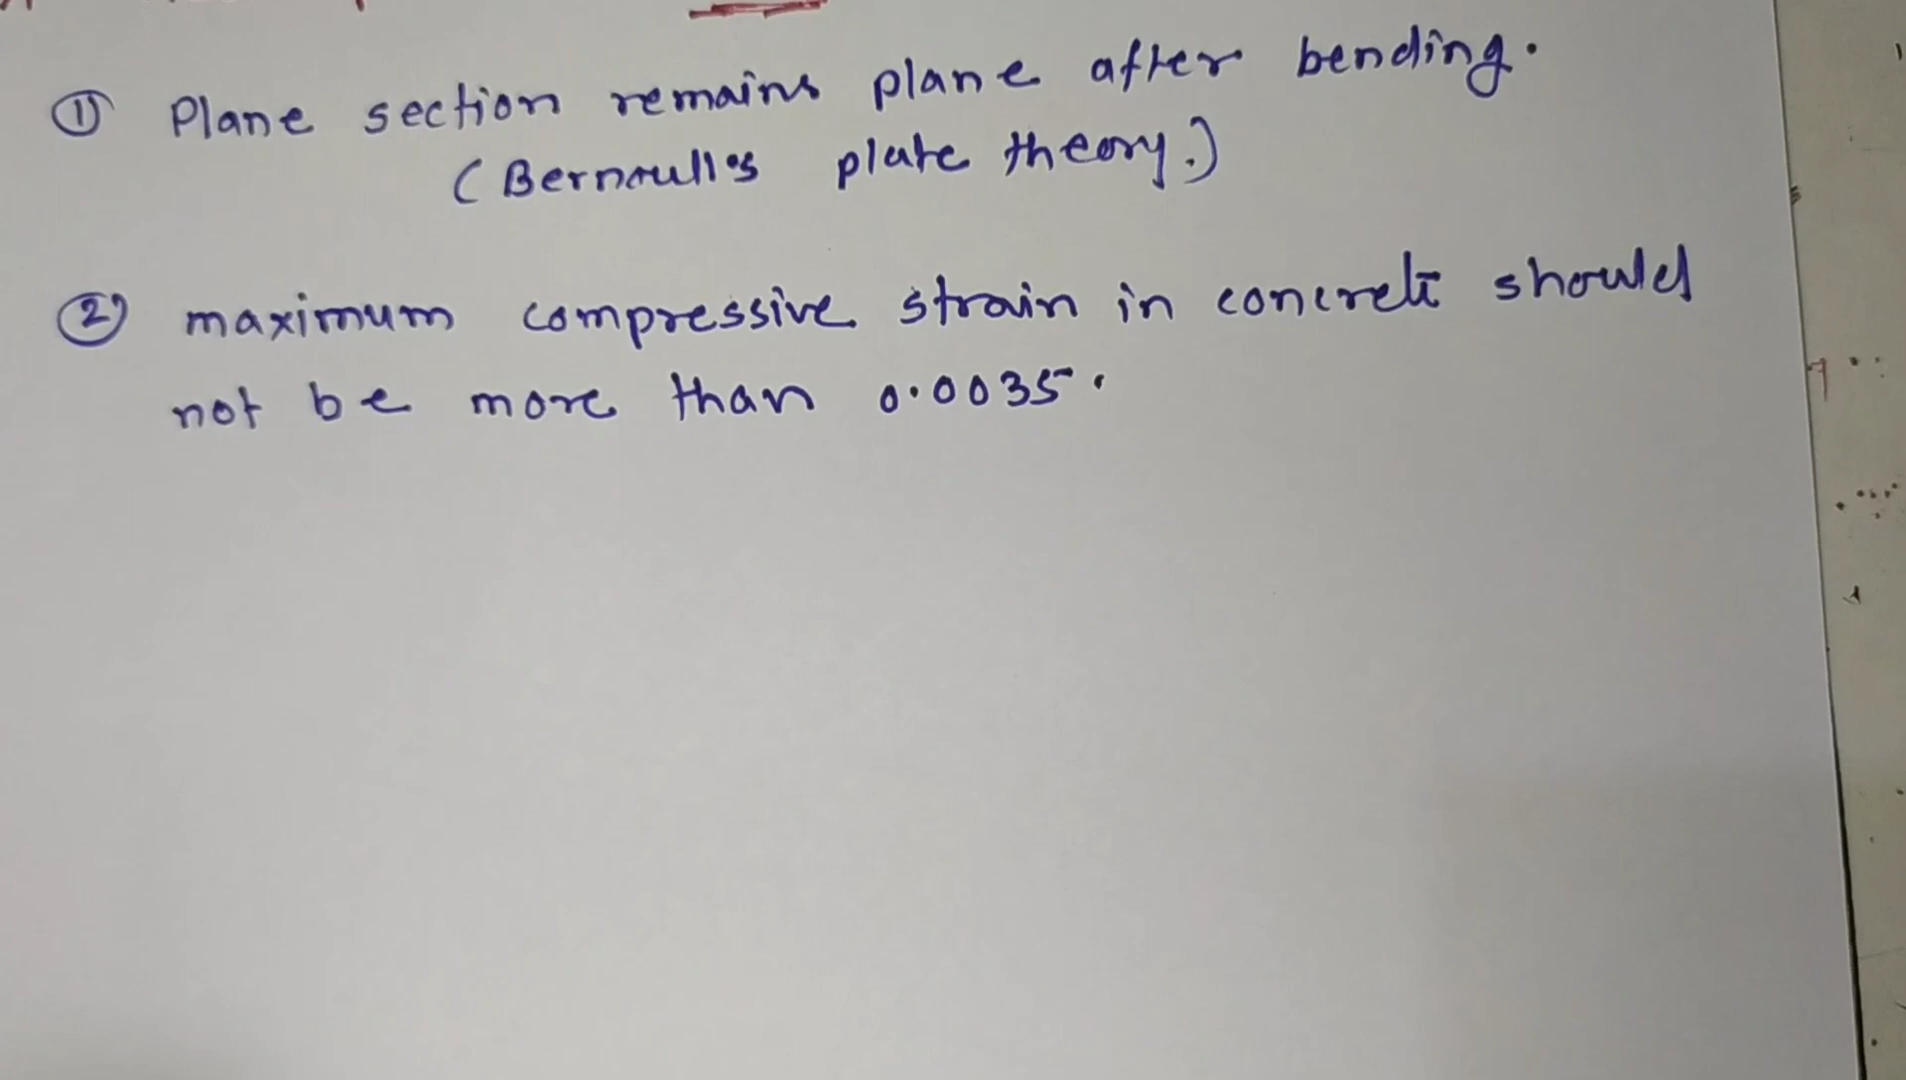 ① Plane section remains plane after bending.
(Bernoull's plate theory.)
② maximum compressive strain in concrete should
not be more than 0.0035.